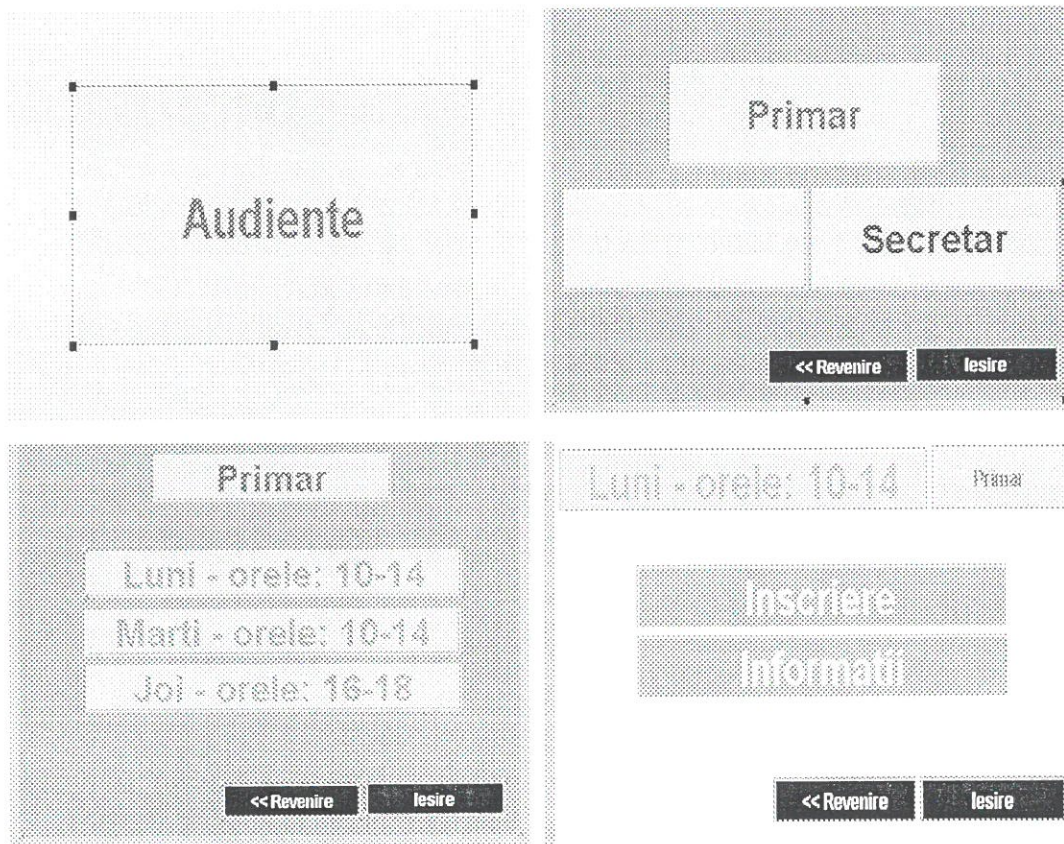 Audiente
Primar
Secretar
<< Revenire
Iesire
Primar
Luni - orele: 10-14
Marti - orele: 10-14
Joi - orele: 16-18
<< Revenire
Iesire
Luni - orele: 10-14
Primar
Inscriere
Informatii
<< Revenire
Iesire